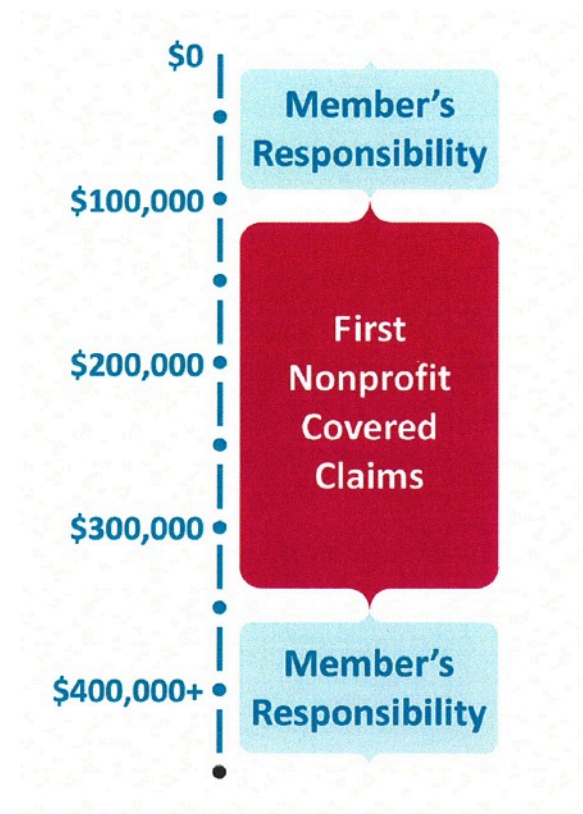 $0
Member's
Responsibility
$100,000
First
$200,000
Nonprofit
Covered
Claims
$300,000
Member's
$400,000+
Responsibility